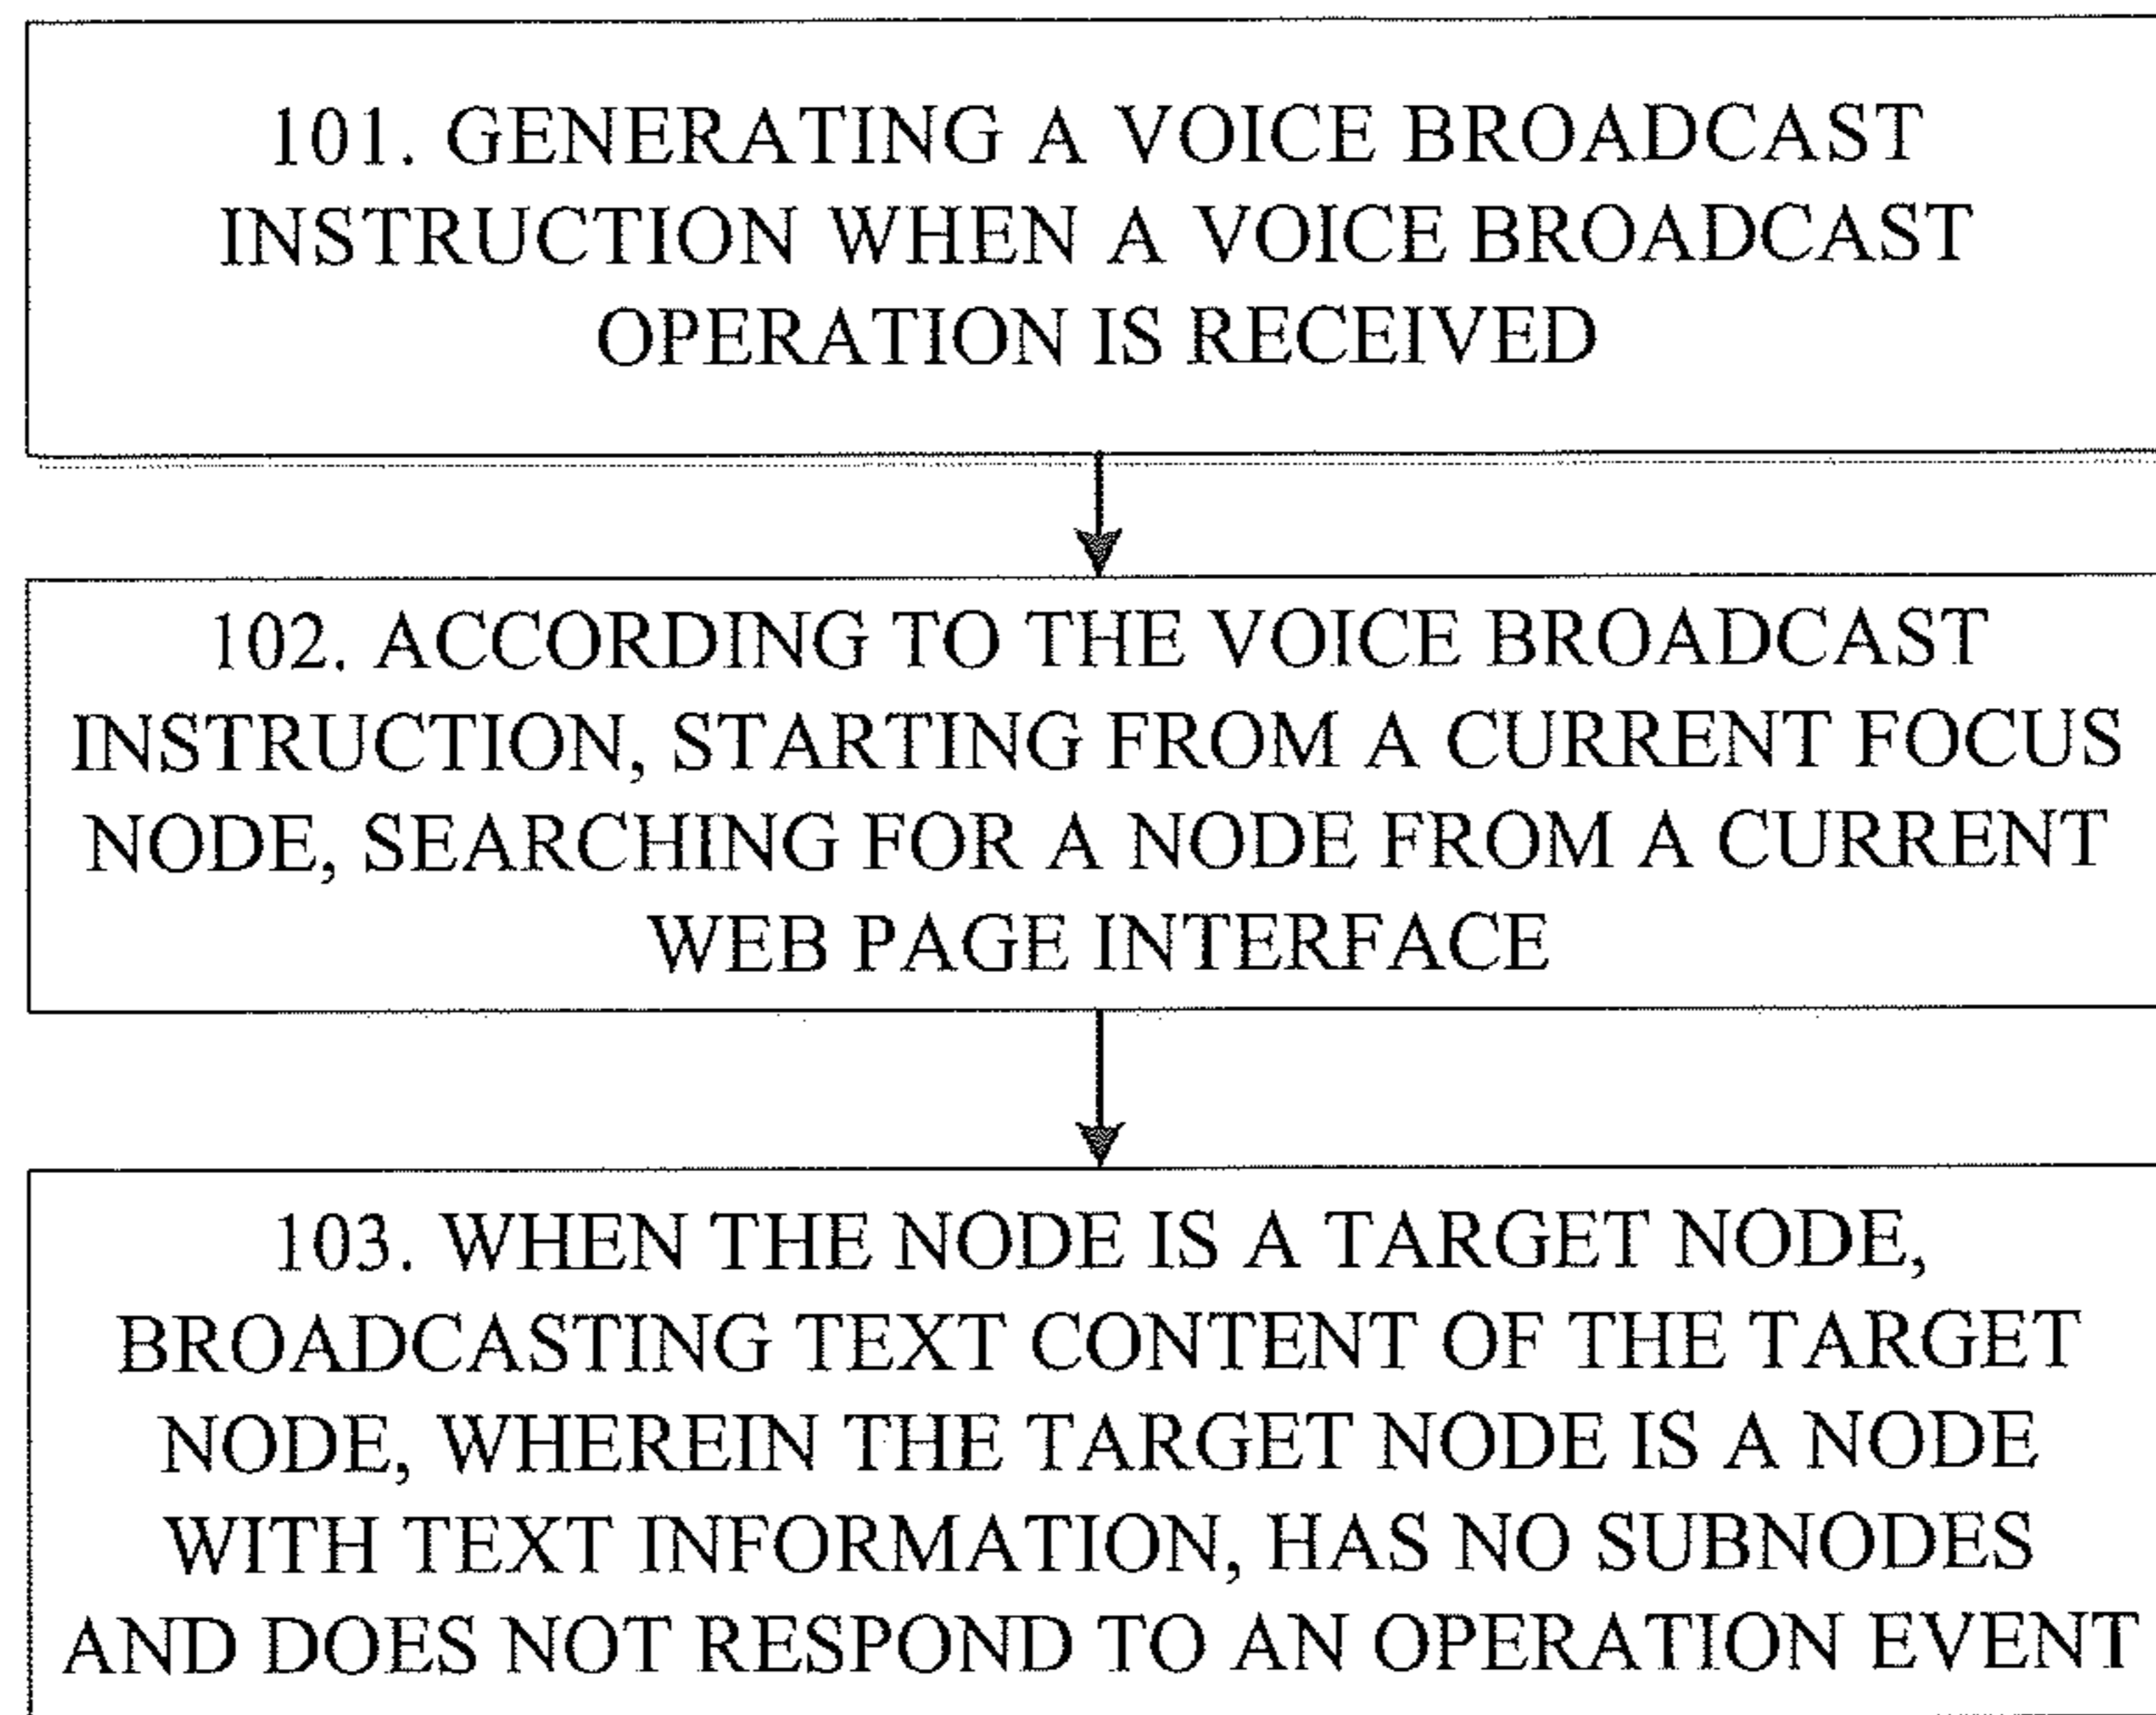 101. GENERATING A VOICE BROADCAST
INSTRUCTION WHEN A VOICE BROADCAST
OPERATION IS RECEIVED
102. ACCORDING TO THE VOICE BROADCAST
INSTRUCTION, STARTING FROM A CURRENT FOCUS
NODE, SEARCHING FOR A NODE FROM A CURRENT
WEB PAGE INTERFACE
103. WHEN THE NODE IS A TARGET NODE,
BROADCASTING TEXT CONTENT OF THE TARGET
NODE, WHEREIN THE TARGET NODE IS A NODE
WITH TEXT INFORMATION, HAS NO SUBNODES
AND DOES NOT RESPOND TO AN OPERATION EVENT